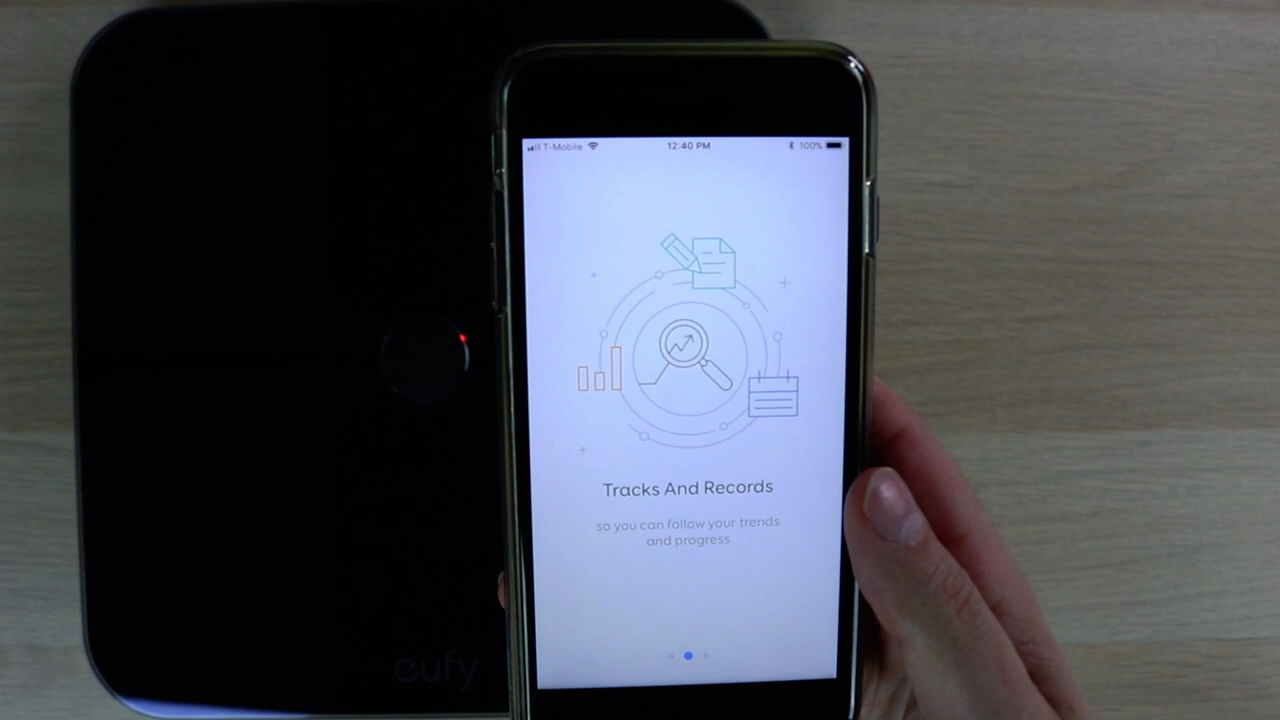 T-Mobile 12:40 PM 100%
Tracks And Records
so you can follow your trends
and progress
eufy